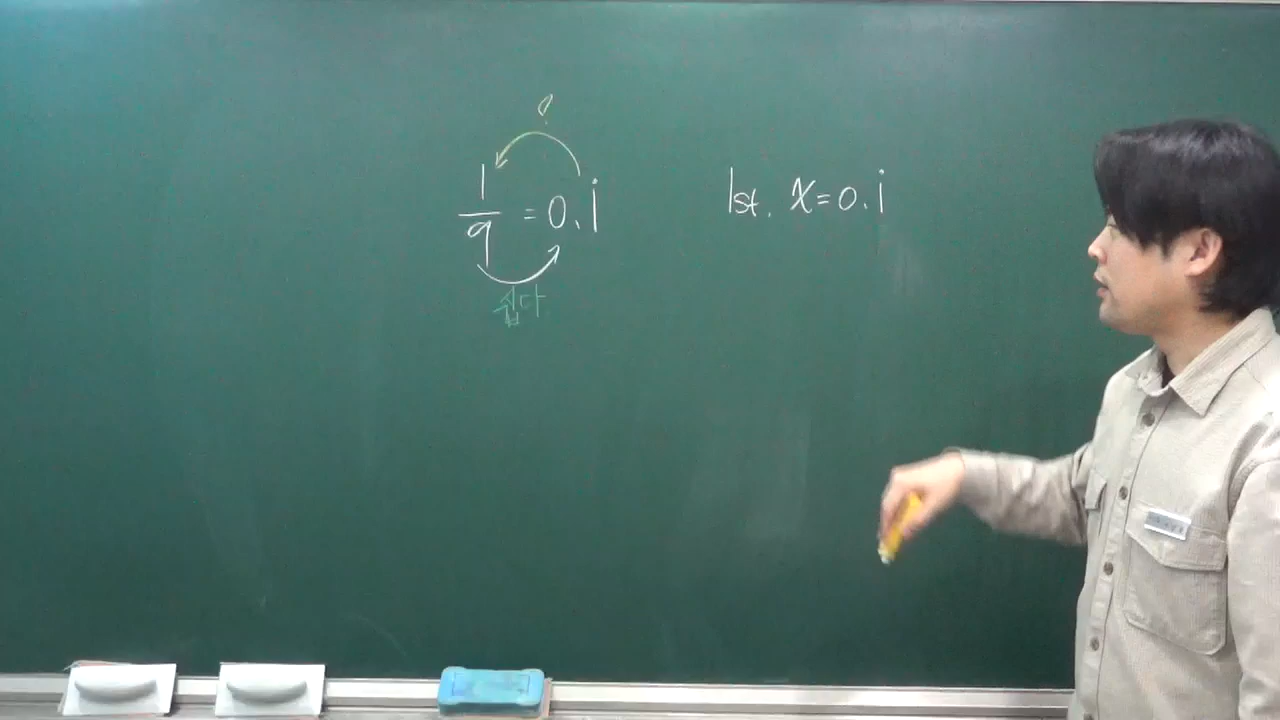 ?
1/9 = 0.1̇
쉽다
1st. x = 0.1̇